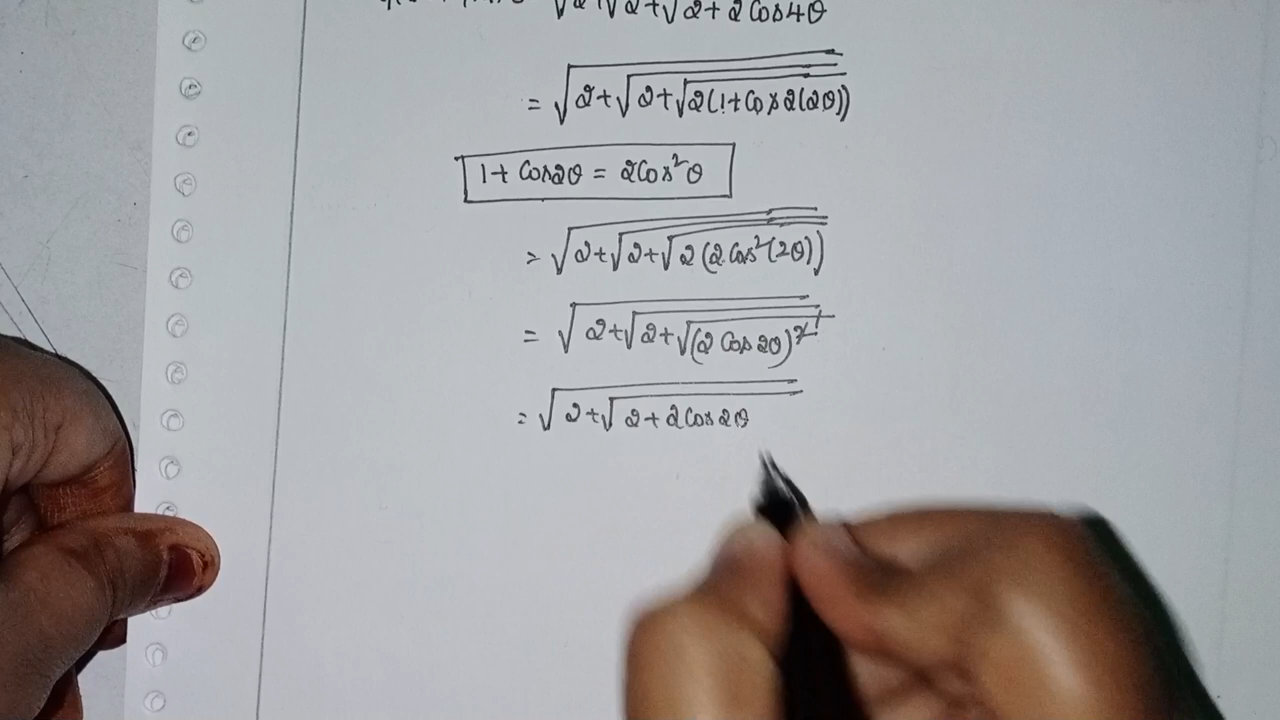 √2+√2+√2+2Cos4θ
= √2+√2+√2(1+Cos2(2θ))
1+ Cos2θ = 2Cos²θ
= √2+√2+√2(2Cos²(2θ))
= √2+√2+√(2Cos2θ)²
= √2+√2+2Cos2θ